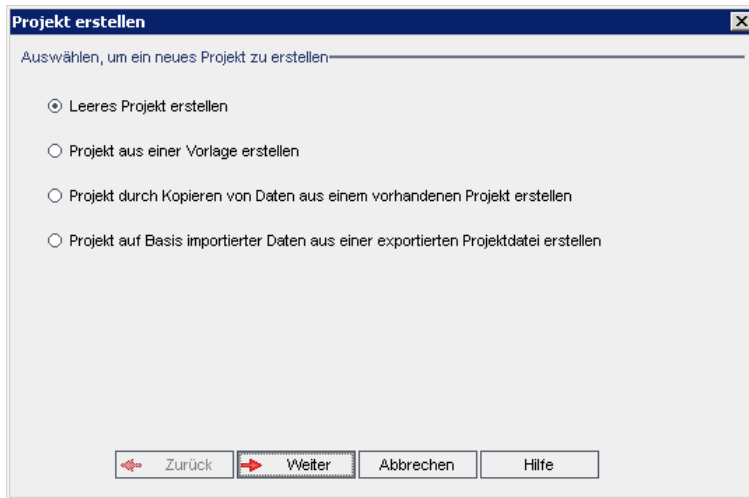 Projekt erstellen
Auswählen, um ein neues Projekt zu erstellen
Leeres Projekt erstellen
Projekt aus einer Vorlage erstellen
Projekt durch Kopieren von Daten aus einem vorhandenen Projekt erstellen
Projekt auf Basis importierter Daten aus einer exportierten Projektdatei erstellen
Zurück Weiter Abbrechen Hilfe